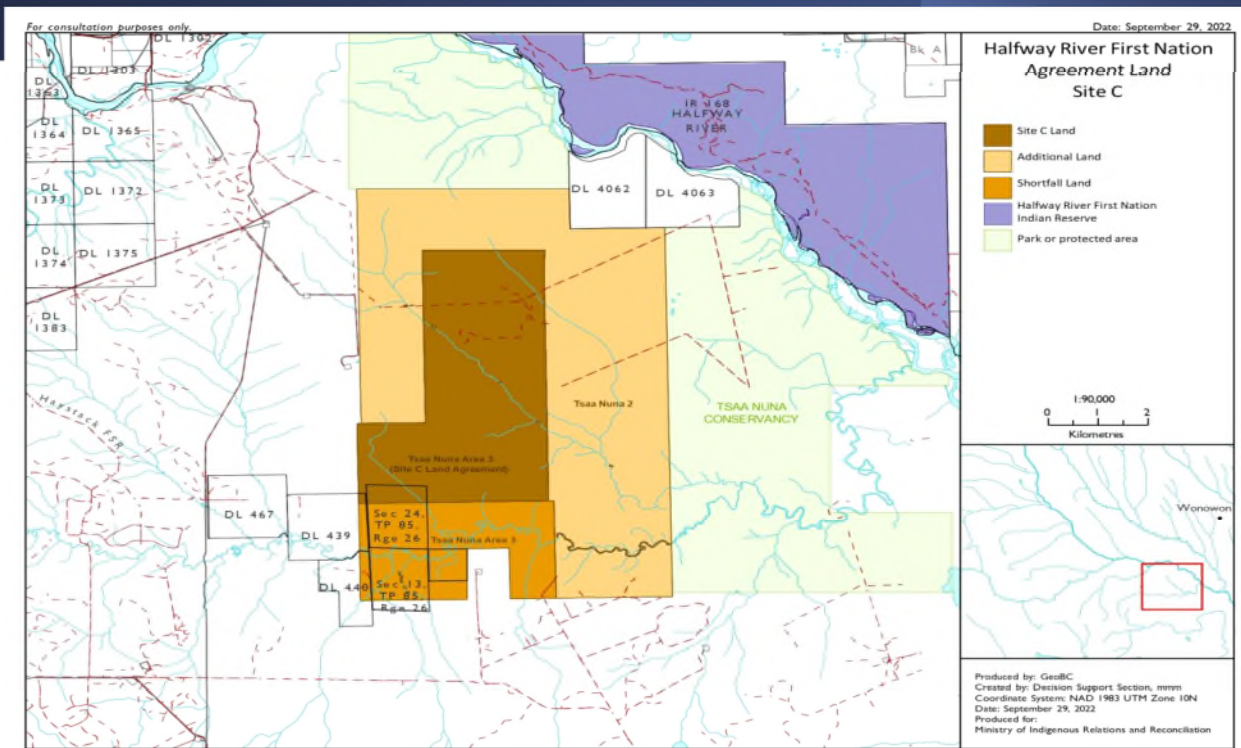 For consultation purposes only.
Date: September 29, 2022
Halfway River First Nation
Agreement Land
Site C
Site C Land
Additional Land
Shortfall Land
Halfway River First Nation
Indian Reserve
Park or protected area
1:90,000
0 1 2
Kilometres
Wonowon
Produced by: GeoBC
Created by: Decision Support Section, mmm
Coordinate System: NAD 1983 UTM Zone 10N
Date: September 29, 2022
Produced for:
Ministry of Indigenous Relations and Reconciliation
DL 1302
DL 1303
DL
DL
1364
DL 1365
DL
1373
DL 1372
DL
1374
DL 1375
DL
1383
Bk A
IR 168
HALFWAY
RIVER
DL 4062
DL 4063
Haystack FSR
Tsaa Nuna 2
TSAA NUNA
CONSERVANCY
Tsaa Nuna Area 3
(Site C Land Agreement)
DL 467
DL 439
Sec 24,
TP 85,
Rge 26
Tsaa Nuna Area 3
DL 440
Sec 13,
TP 85,
Rge 26